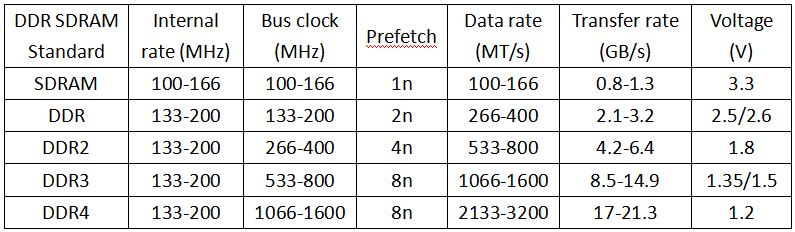 DDR SDRAM Standard Internal rate (MHz) Bus clock (MHz) Prefetch Data rate (MT/s) Transfer rate (GB/s) Voltage (V)
SDRAM 100-166 100-166 1n 100-166 0.8-1.3 3.3
DDR 133-200 133-200 2n 266-400 2.1-3.2 2.5/2.6
DDR2 133-200 266-400 4n 533-800 4.2-6.4 1.8
DDR3 133-200 533-800 8n 1066-1600 8.5-14.9 1.35/1.5
DDR4 133-200 1066-1600 8n 2133-3200 17-21.3 1.2